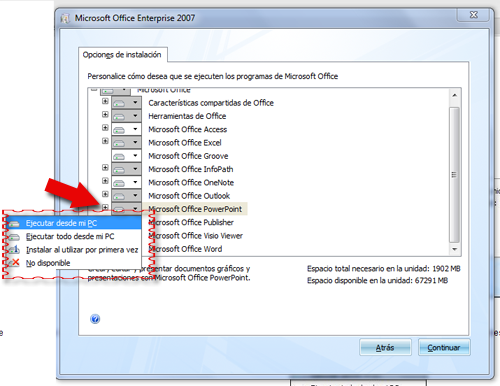 Microsoft Office Enterprise 2007
Opciones de instalación
Personalice cómo desea que se ejecuten los programas de Microsoft Office
Microsoft Office
Características compartidas de Office
Herramientas de Office
Microsoft Office Access
Microsoft Office Excel
Microsoft Office Groove
Microsoft Office InfoPath
Microsoft Office OneNote
Microsoft Office Outlook
Microsoft Office PowerPoint
Microsoft Office Publisher
Microsoft Office Visio Viewer
Microsoft Office Word
Ejecutar desde mi PC
Ejecutar todo desde mi PC
Instalar al utilizar por primera vez
No disponible
Crear, editar y presentar documentos gráficos y
presentaciones con Microsoft Office PowerPoint.
Espacio total necesario en la unidad: 1902 MB
Espacio disponible en la unidad: 67291 MB
Atrás
Continuar